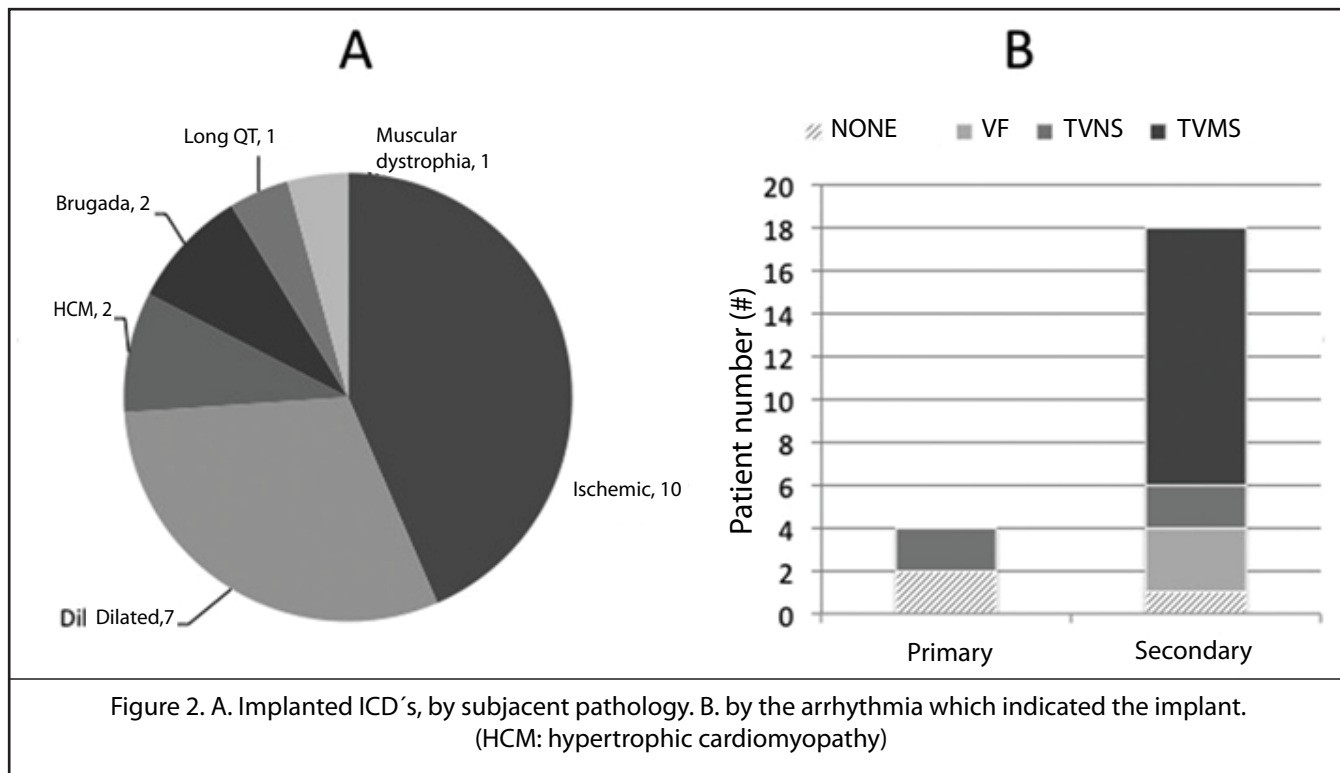 A
Long QT, 1
Muscular
dystrophia, 1
Brugada, 2
HCM, 2
Ischemic, 10
Dil Dilated,7
B
NONE VF TVNS TVMS
Patient number (#)
20
18
16
14
12
10
8
6
4
2
0
Primary Secondary
Figure 2. A. Implanted ICD´s, by subjacent pathology. B. by the arrhythmia which indicated the implant.
(HCM: hypertrophic cardiomyopathy)